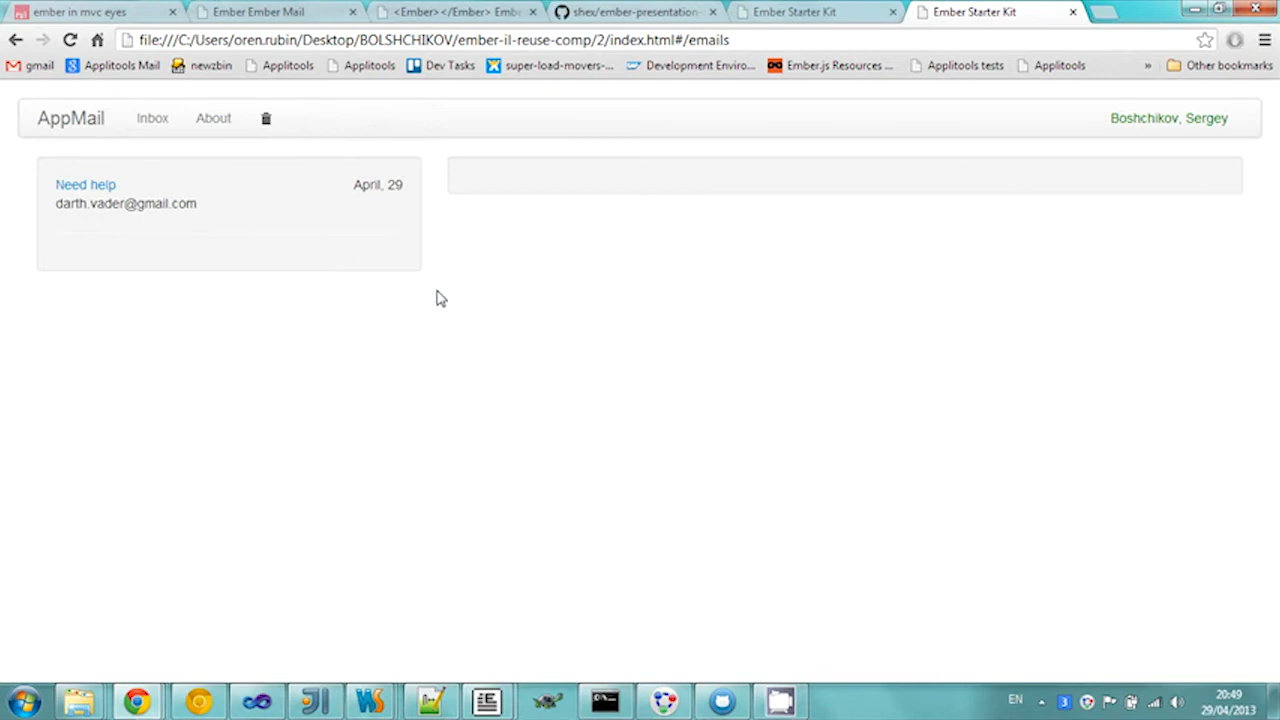 ember in mvc eyes
Ember Ember Mail
<Ember></Ember> Embe
shex/ember-presentation-
Ember Starter Kit
Ember Starter Kit
file:///C:/Users/oren.rubin/Desktop/BOLSHCHIKOV/ember-il-reuse-comp/2/index.html#/emails
gmail
Applitools Mail
newzbin
Applitools
Applitools
Dev Tasks
super-load-movers-...
Development Enviro...
Ember.js Resources ...
Applitools tests
Applitools
»
Other bookmarks
AppMail
Inbox
About
Boshchikov, Sergey
Need help
April, 29
darth.vader@gmail.com
EN
20:49
29/04/2013